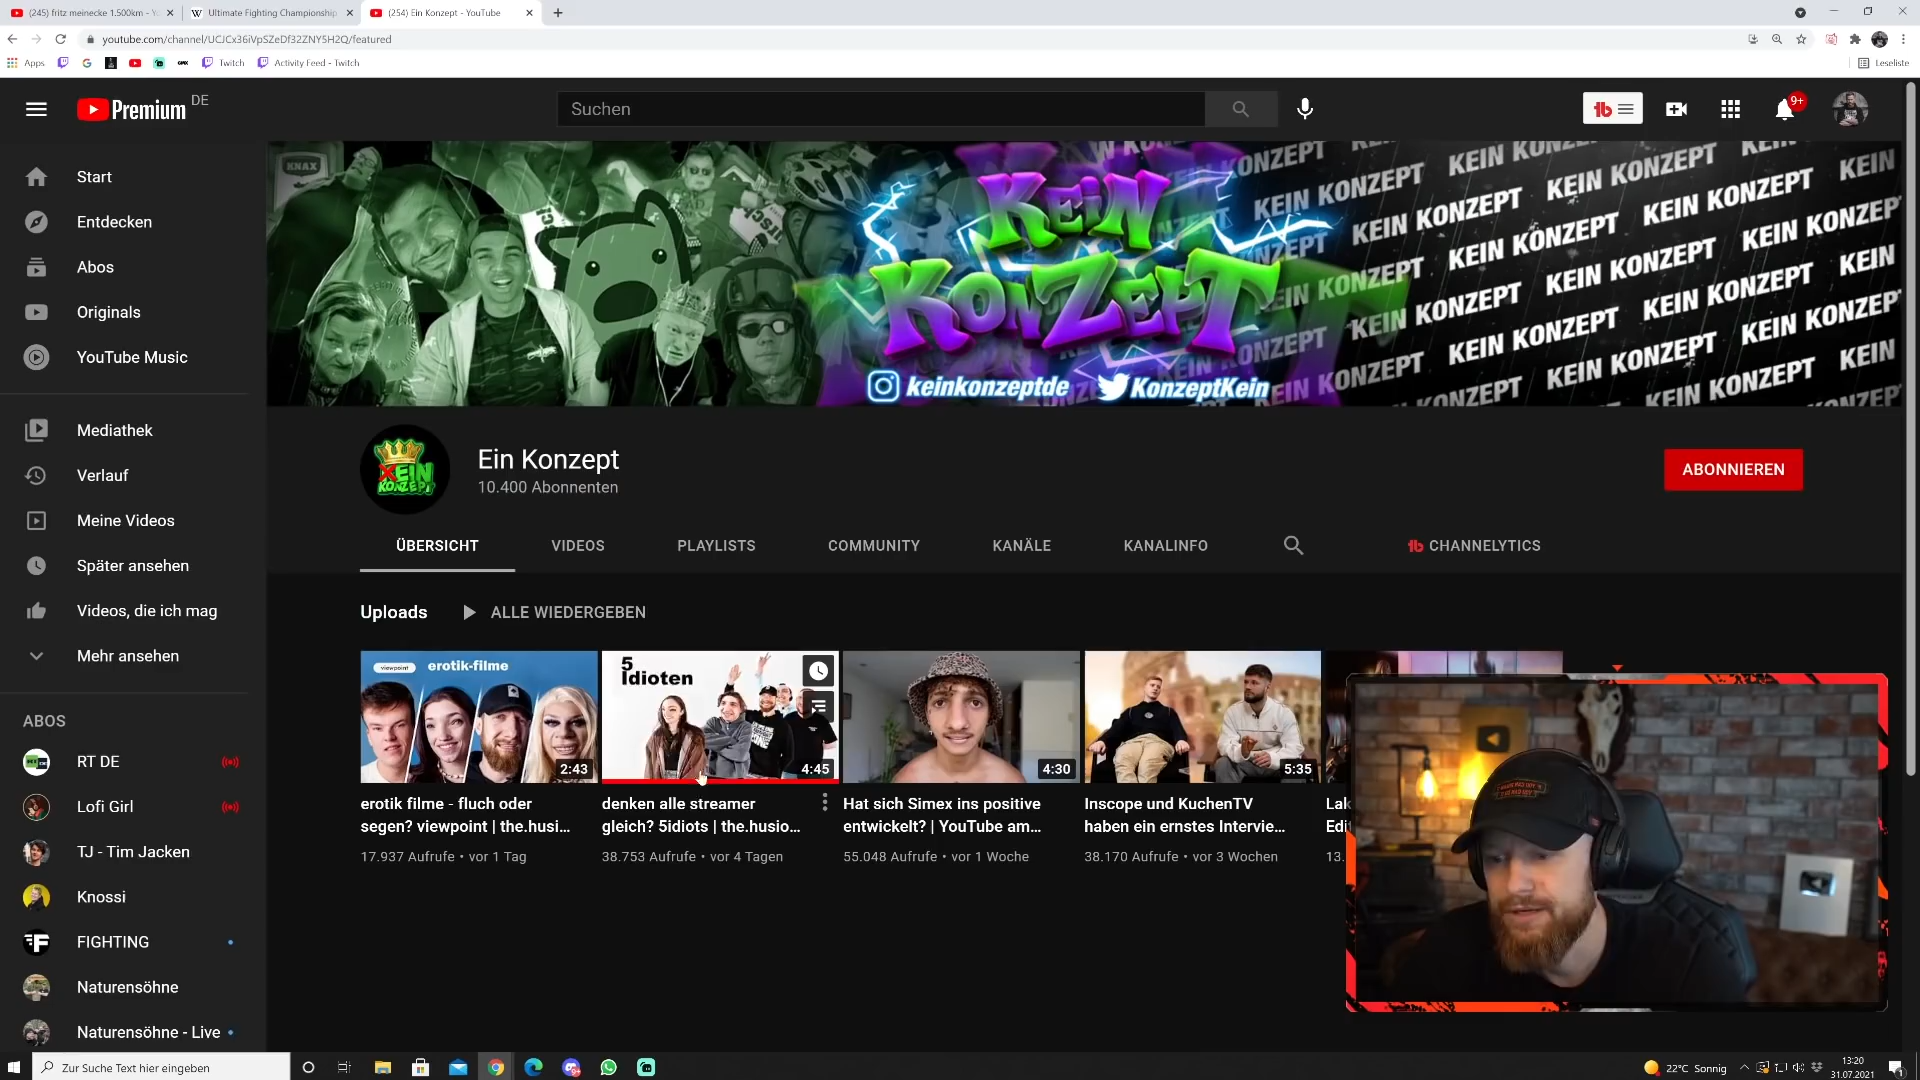 (245) fritz meinecke 1.500km - Yo
Ultimate Fighting Championship
(254) Ein Konzept - YouTube
youtube.com/channel/UCJCx36iVpSZeDf32ZNY5H2Q/featured
Apps
Twitch
Activity Feed - Twitch
Leseliste
Premium DE
Suchen
9+
Start
Entdecken
Abos
Originals
YouTube Music
Mediathek
Verlauf
Meine Videos
Später ansehen
Videos, die ich mag
Mehr ansehen
ABOS
RT DE
Lofi Girl
TJ - Tim Jacken
Knossi
FIGHTING
Naturensöhne
Naturensöhne - Live
KNAX
KEIN
KONZEPT
keinkonzeptde
KonzeptKein
KEIN KONZEPT
Ein Konzept
10.400 Abonnenten
ABONNIEREN
ÜBERSICHT
VIDEOS
PLAYLISTS
COMMUNITY
KANÄLE
KANALINFO
CHANNELYTICS
Uploads
ALLE WIEDERGEBEN
viewpoint
erotik-filme
2:43
5
Idioten
4:45
4:30
5:35
erotik filme - fluch oder
segen? viewpoint | the.husi...
17.937 Aufrufe • vor 1 Tag
denken alle streamer
gleich? 5idiots | the.husio...
38.753 Aufrufe • vor 4 Tagen
Hat sich Simex ins positive
entwickelt? | YouTube am...
55.048 Aufrufe • vor 1 Woche
Inscope und KuchenTV
haben ein ernstes Intervie...
38.170 Aufrufe • vor 3 Wochen
Lak
Edi
13.
Zur Suche Text hier eingeben
22°C Sonnig
13:20
31.07.2021